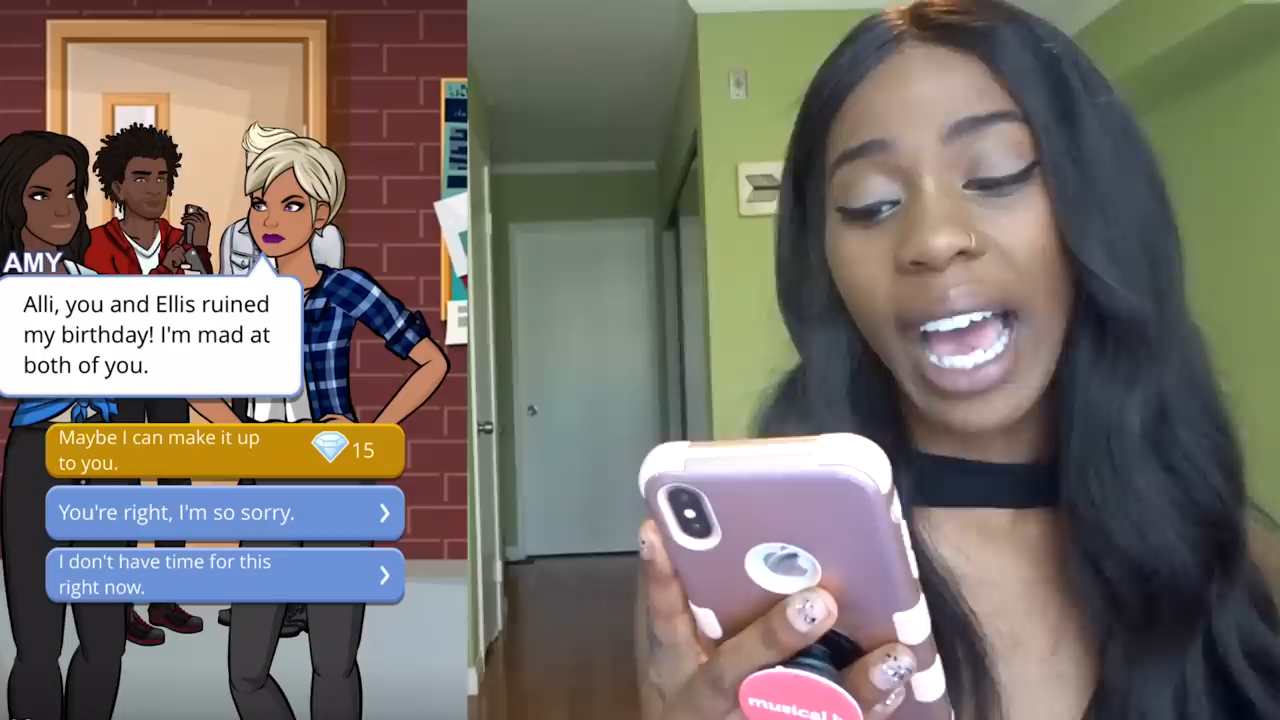 AMY
Alli, you and Ellis ruined
my birthday! I'm mad at
both of you.
Maybe I can make it up
to you.
15
You're right, I'm so sorry.
I don't have time for this
right now.